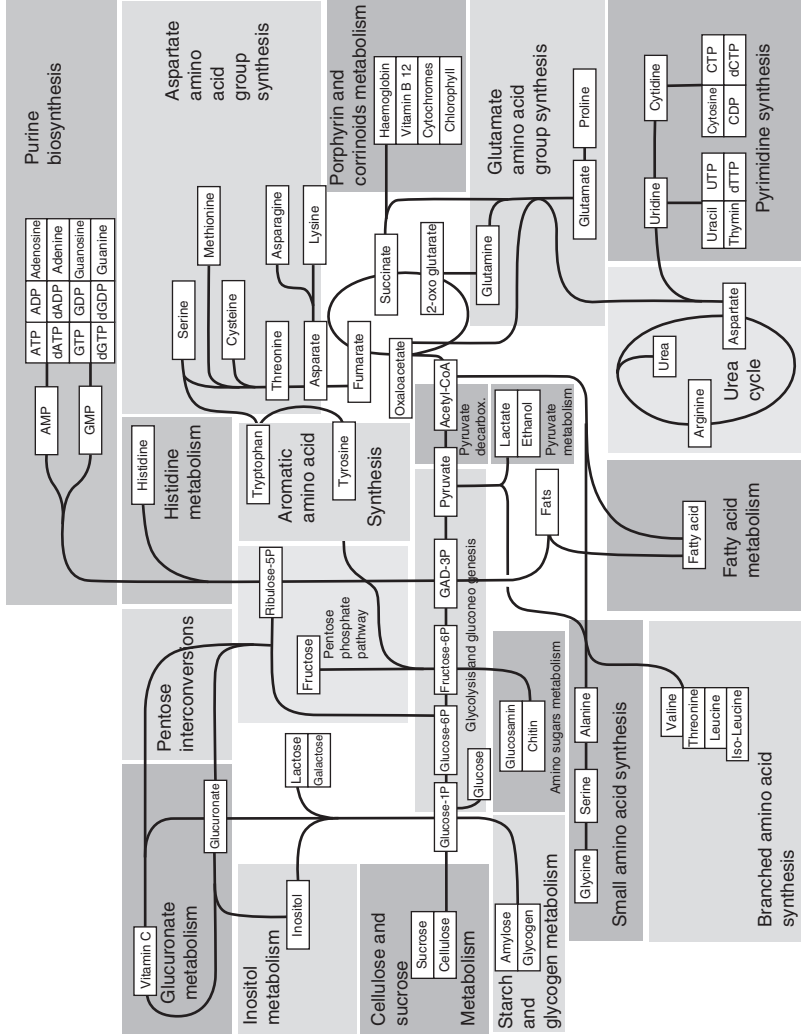 Vitamin C
Glucuronate
metabolism
Glucuronate
Pentose
interconversions
Histidine
Histidine
metabolism
Purine
biosynthesis
AMP
GMP
ATP ADP Adenosine
dATP dADP Adenine
GTP GDP Guanosine
dGTP dGDP Guanine
Inositol
metabolism
Inositol
Lactose
Galactose
Ribulose-5P
Fructose
Pentose
phosphate
pathway
Tryptophan
Aromatic
amino acid
Tyrosine
Synthesis
Aspartate
amino
acid
group
synthesis
Serine
Methionine
Cysteine
Threonine
Asparagine
Asparate
Lysine
Fumarate
Oxaloacetate
Succinate
2-oxo glutarate
Porphyrin and
corrinoids metabolism
Haemoglobin
Vitamin B 12
Cytochromes
Chlorophyll
Cellulose and
sucrose
Sucrose
Cellulose
Metabolism
Glucose-1P
Glucose-6P
Fructose-6P
GAD-3P
Pyruvate
Acetyl-CoA
Glucose
Glycolysis and gluconeo genesis
Pyruvate
decarbox.
Lactate
Ethanol
Pyruvate
metabolism
Glutamine
Glutamate
amino acid
group synthesis
Glutamate
Proline
Starch
and
glycogen metabolism
Amylose
Glycogen
Glucosamin
Chitin
Amino sugars metabolism
Fats
Glycine
Serine
Alanine
Small amino acid synthesis
Valine
Threonine
Leucine
Iso-Leucine
Branched amino acid
synthesis
Fatty acid
Fatty acid
metabolism
Urea
Arginine
Aspartate
Urea
cycle
Uridine
Cytidine
Uracil UTP
Thymin dTTP
Cytosine CTP
CDP dCTP
Pyrimidine synthesis